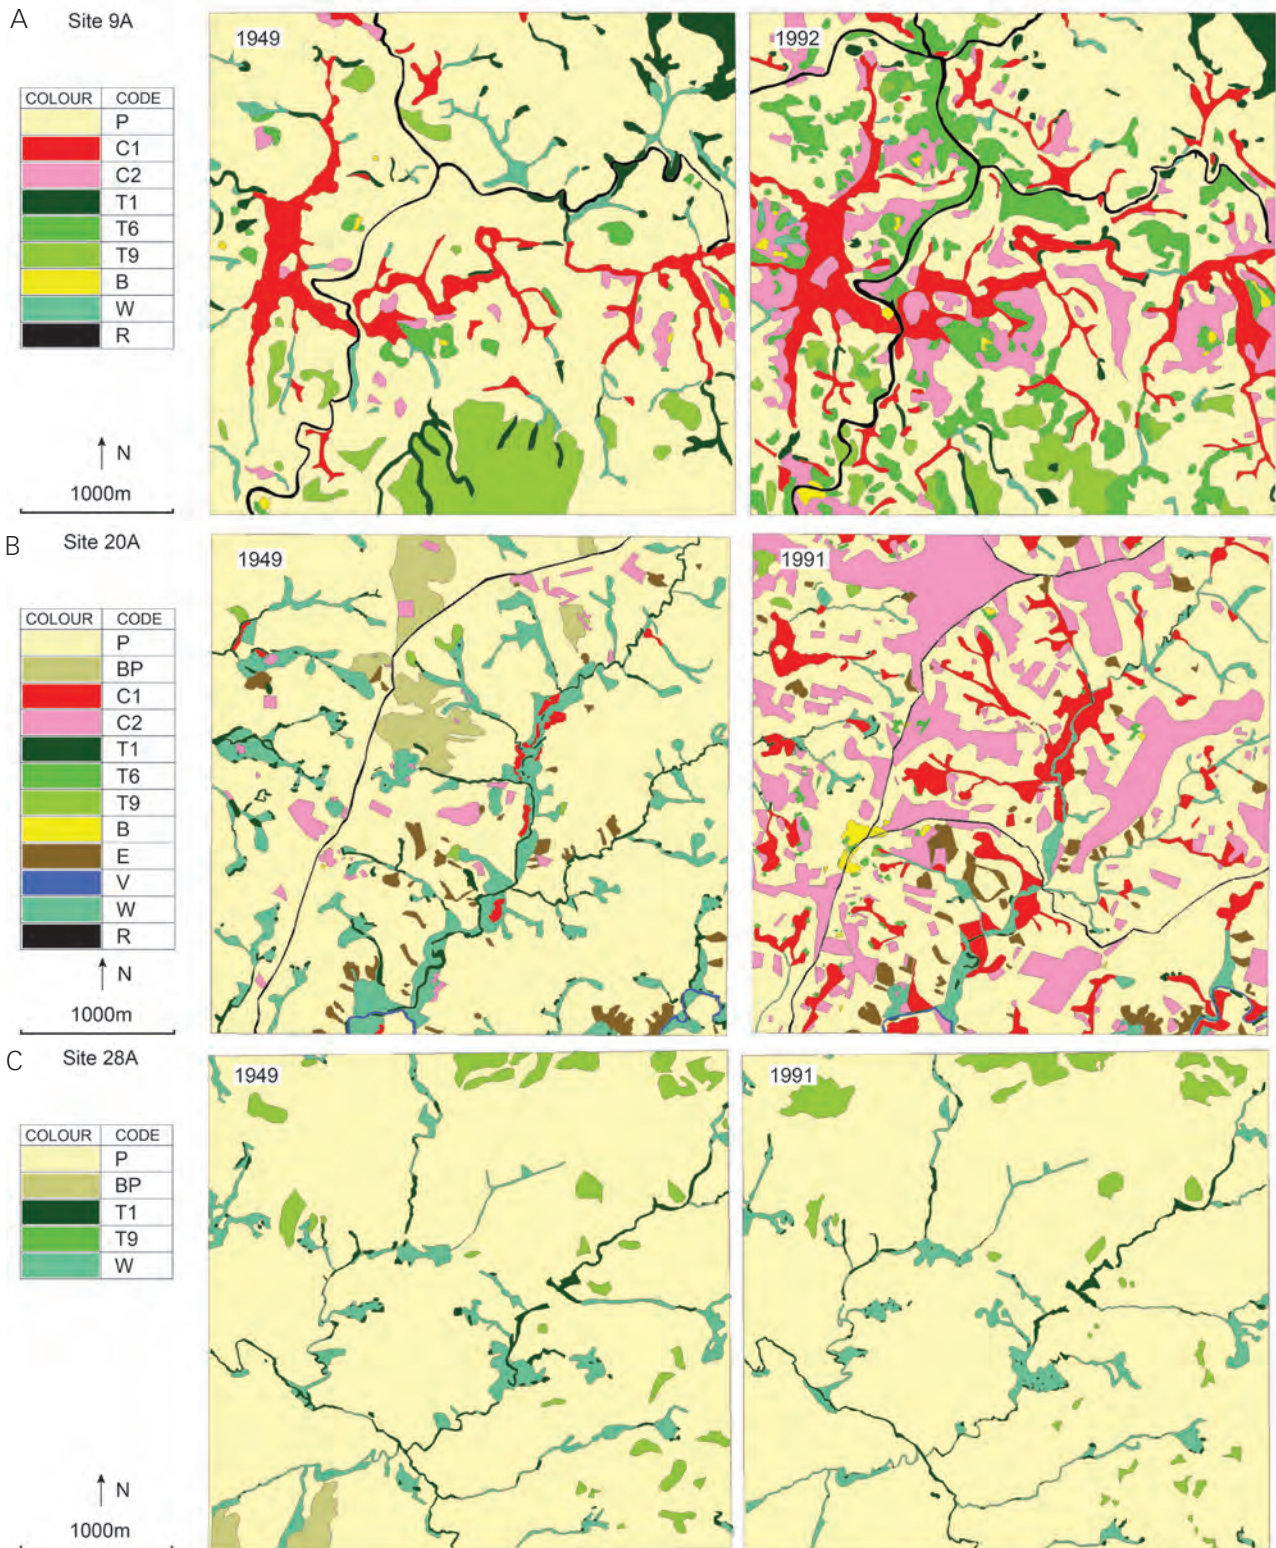 A
Site 9A
1949
1992
COLOUR CODE
P
C1
C2
T1
T6
T9
B
W
R
N
1000m
B
Site 20A
1949
1991
COLOUR CODE
P
BP
C1
C2
T1
T6
T9
B
E
V
W
R
N
1000m
C
Site 28A
1949
1991
COLOUR CODE
P
BP
T1
T9
W
N
1000m